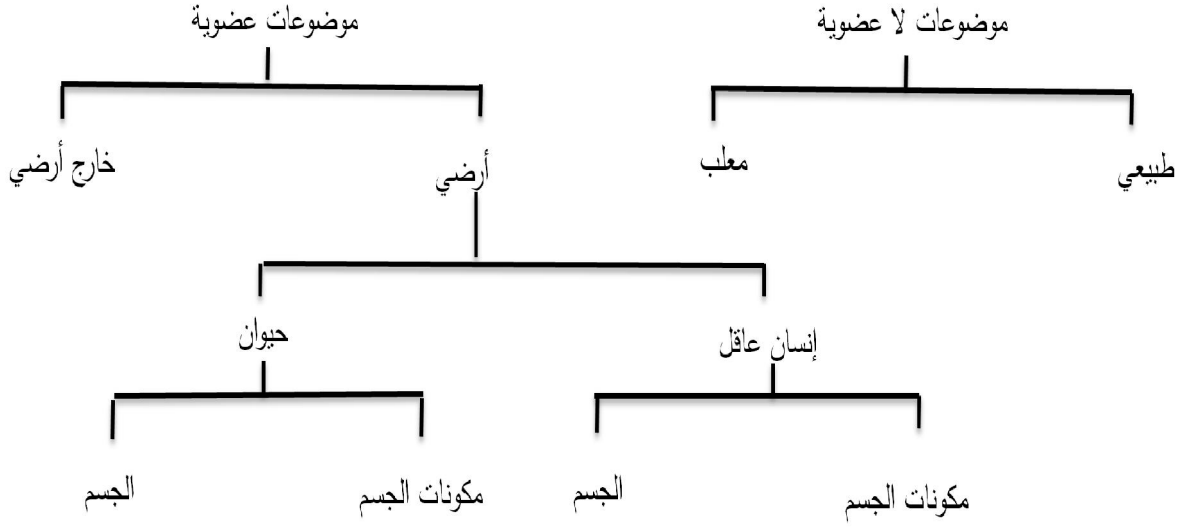 موضوعات لا عضوية
موضوعات عضوية
طبيعي
معلب
أرضي
خارج أرضي
إنسان عاقل
حيوان
مكونات الجسم
الجسم
مكونات الجسم
الجسم